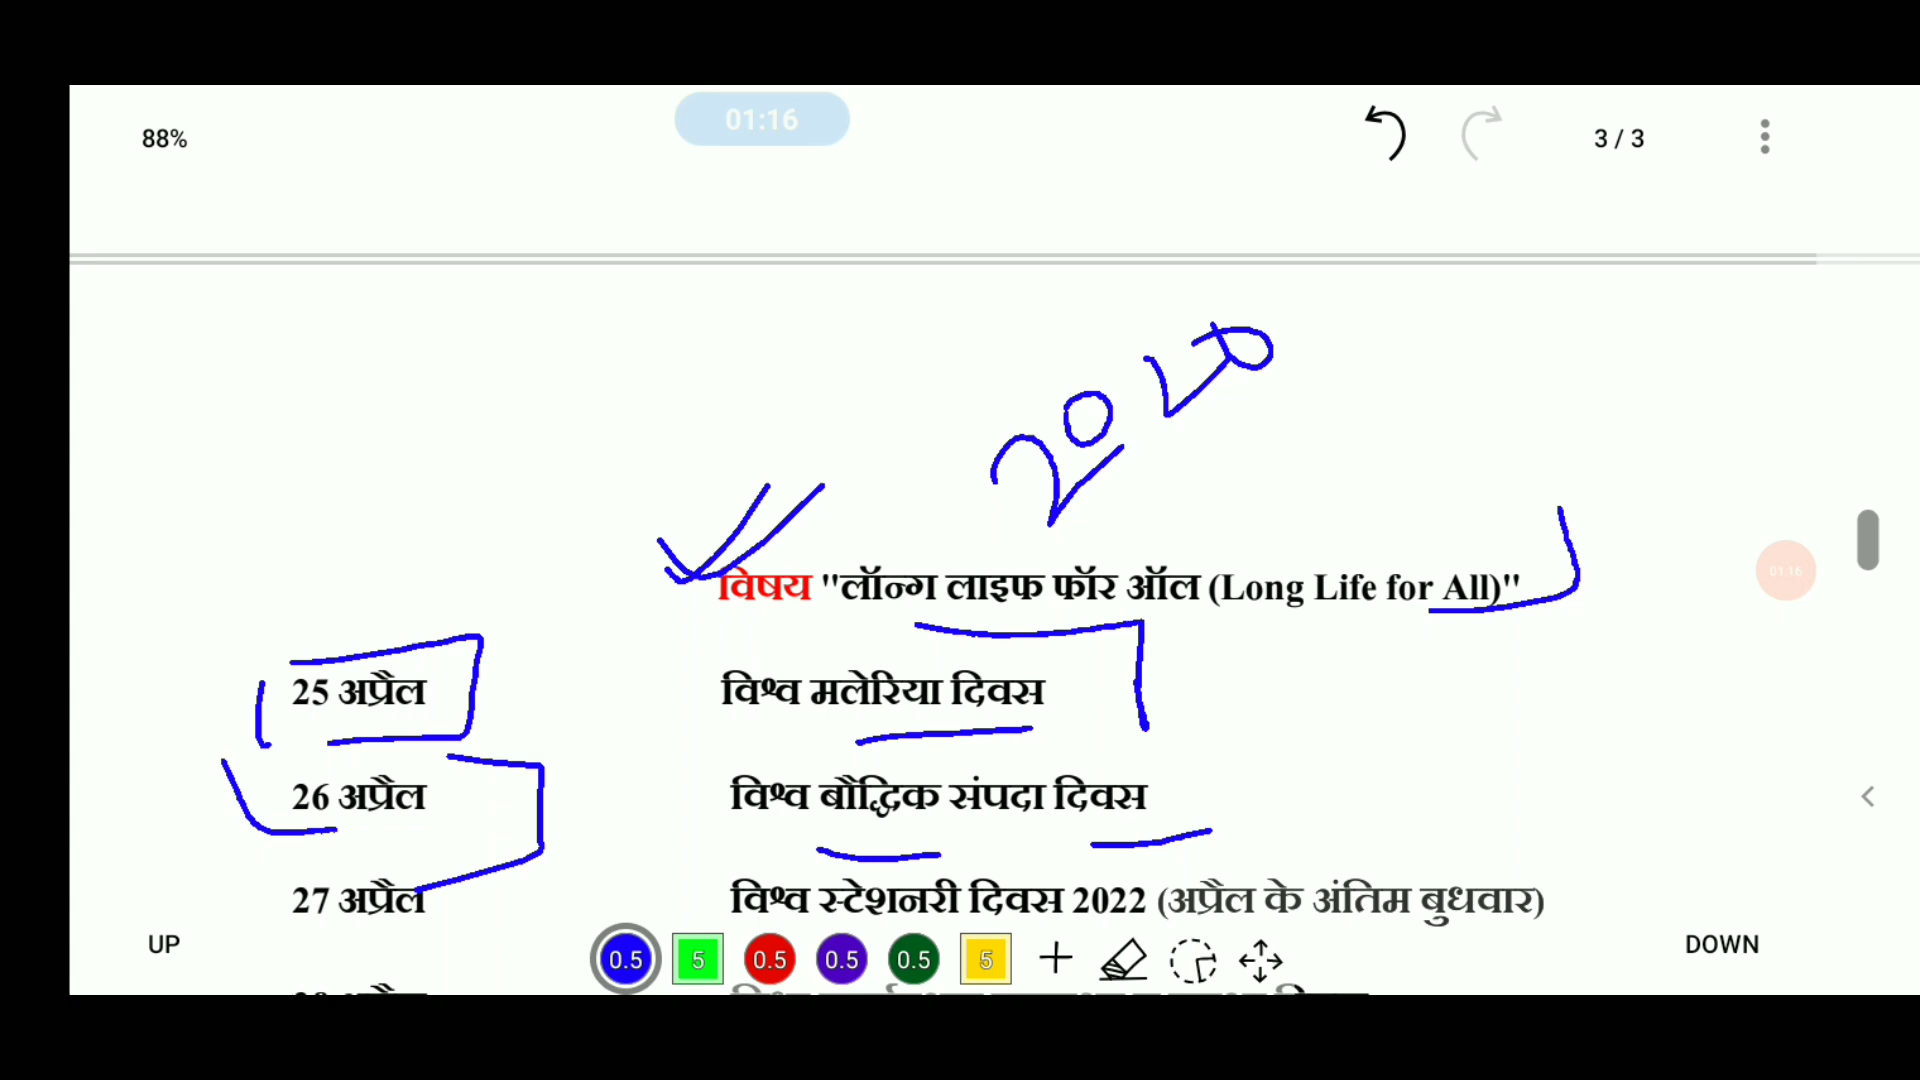 01:16
88%
3 / 3
विषय "लॉन्ग लाइफ फॉर ऑल (Long Life for All)"
01:16
25 अप्रैल विश्व मलेरिया दिवस
26 अप्रैल विश्व बौद्धिक संपदा दिवस
27 अप्रैल विश्व स्टेशनरी दिवस 2022 (अप्रैल के अंतिम बुधवार)
UP
DOWN
0.5 5 0.5 0.5 0.5 5